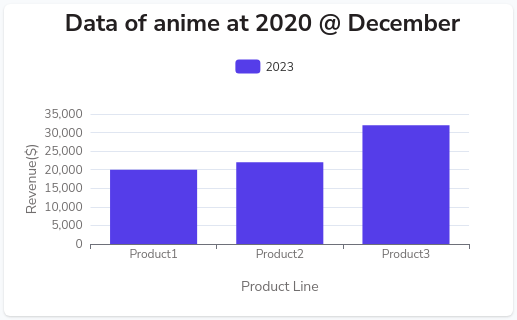 Data of anime at 2020 @ December
2023
Revenue($)
35,000
30,000
25,000
20,000
15,000
10,000
5,000
0
Product1 Product2 Product3
Product Line